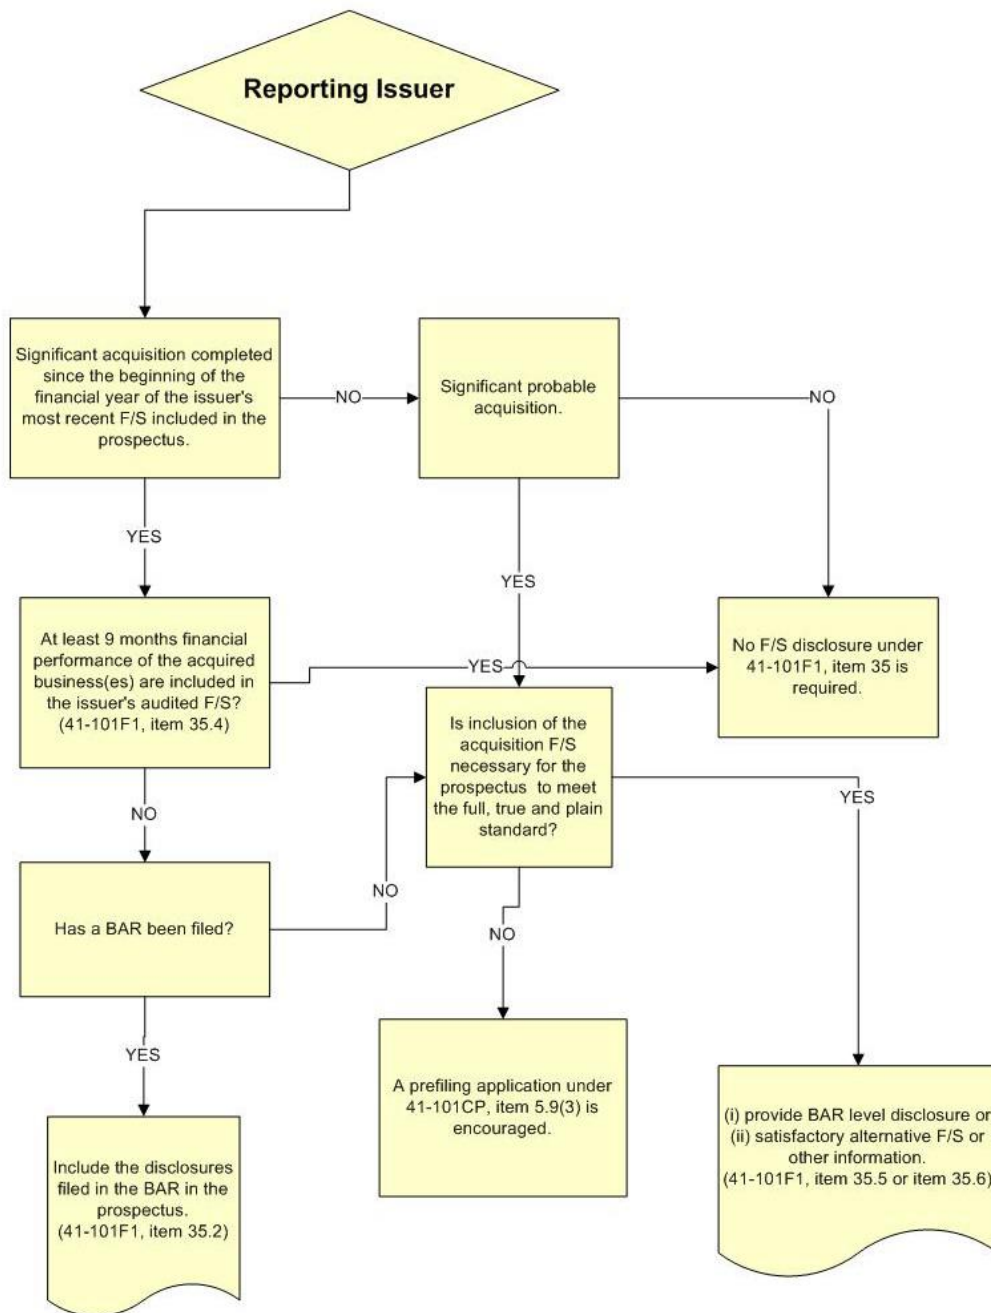 Reporting Issuer
Significant acquisition completed
since the beginning of the
financial year of the issuer's
most recent F/S included in the
prospectus.
NO
Significant probable
acquisition.
NO
YES
YES
At least 9 months financial
performance of the acquired
business(es) are included in
the issuer's audited F/S?
(41-101F1, item 35.4)
YES
No F/S disclosure under
41-101F1, item 35 is
required.
Is inclusion of the
acquisition F/S
necessary for the
prospectus to meet
the full, true and plain
standard?
NO
YES
Has a BAR been filed?
NO
NO
YES
A prefiling application under
41-101CP, item 5.9(3) is
encouraged.
(i) provide BAR level disclosure or
(ii) satisfactory alternative F/S or
other information.
(41-101F1, item 35.5 or item 35.6)
Include the disclosures
filed in the BAR in the
prospectus.
(41-101F1, item 35.2)